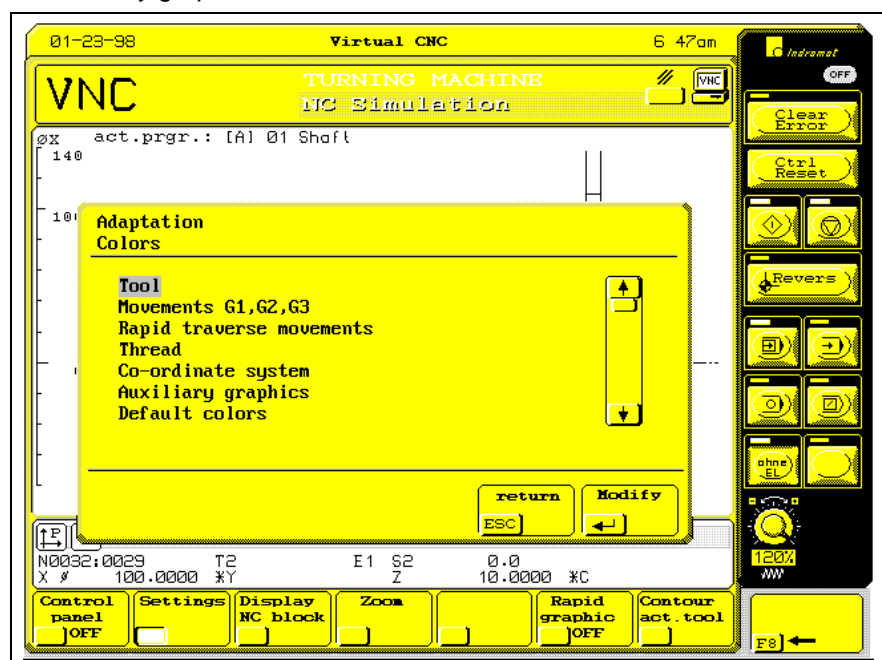 01-23-98 Virtual CNC 6 47am
Indramat
OFF
VNC
TURNING MACHINE
NC Simulation
VNC
Clear
Error
øX act.prgr.: [A] 01 Shaft
140
Ctrl
Reset
10
Adaptation
Colors
Revers
Tool
Movements G1,G2,G3
Rapid traverse movements
Thread
Co-ordinate system
Auxiliary graphics
Default colors
ohne
EL
return Modify
ESC
P
N0032:0029 T2 E1 S2 0.0
X ø 100.0000 *Y Z 10.0000 *C
120%
Control
panel
OFF
Settings
Display
NC block
Zoom
Rapid
graphic
OFF
Contour
act.tool
F8